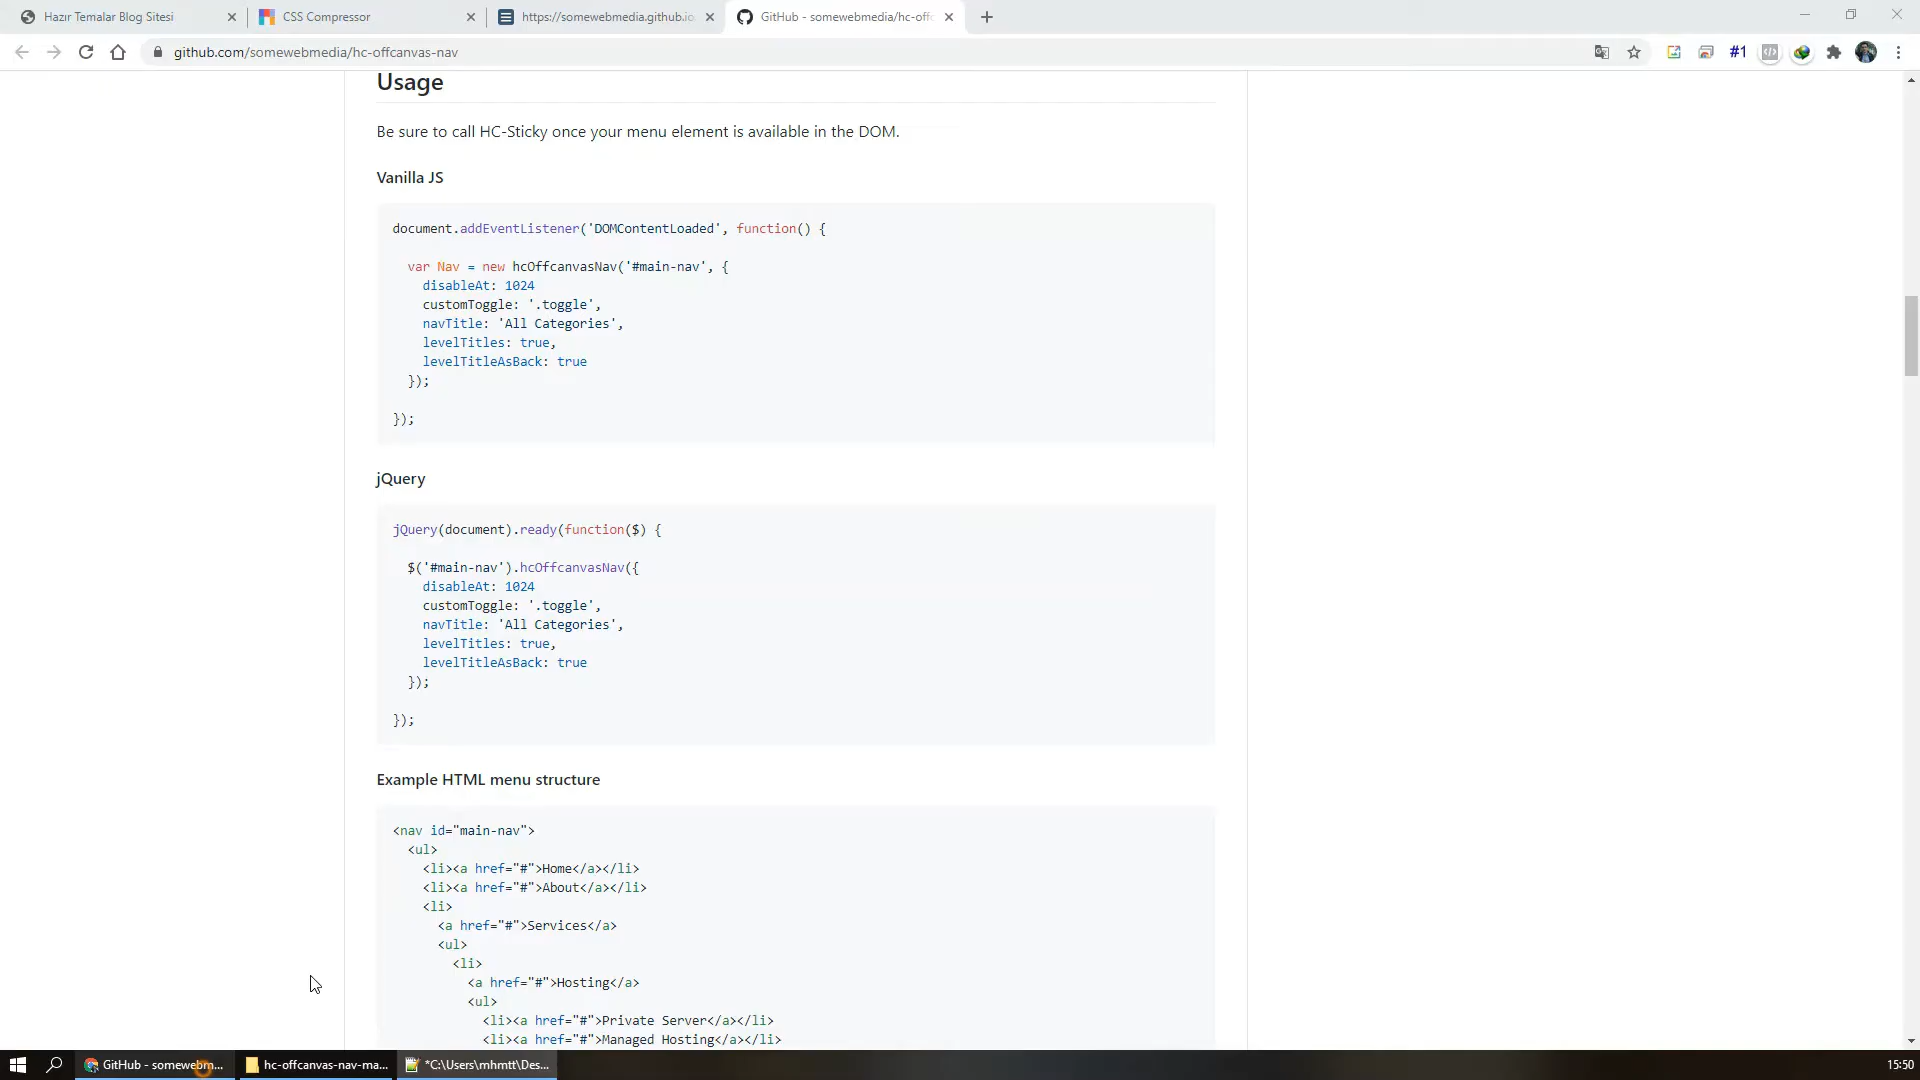 Hazır Temalar Blog Sitesi
CSS Compressor
https://somewebmedia.github.io
GitHub - somewebmedia/hc-offc
github.com/somewebmedia/hc-offcanvas-nav
#1
Usage
Be sure to call HC-Sticky once your menu element is available in the DOM.
Vanilla JS
document.addEventListener('DOMContentLoaded', function() {
var Nav = new hcOffcanvasNav('#main-nav', {
disableAt: 1024
customToggle: '.toggle',
navTitle: 'All Categories',
levelTitles: true,
levelTitleAsBack: true
});
});
jQuery
jQuery(document).ready(function($) {
$('#main-nav').hcOffcanvasNav({
disableAt: 1024
customToggle: '.toggle',
navTitle: 'All Categories',
levelTitles: true,
levelTitleAsBack: true
});
});
Example HTML menu structure
<nav id="main-nav">
<ul>
<li><a href="#">Home</a></li>
<li><a href="#">About</a></li>
<li>
<a href="#">Services</a>
<ul>
<li>
<a href="#">Hosting</a>
<ul>
<li><a href="#">Private Server</a></li>
<li><a href="#">Managed Hosting</a></li>
GitHub - somewebm...
hc-offcanvas-nav-ma...
*C:\Users\mhmtt\Des...
15:50